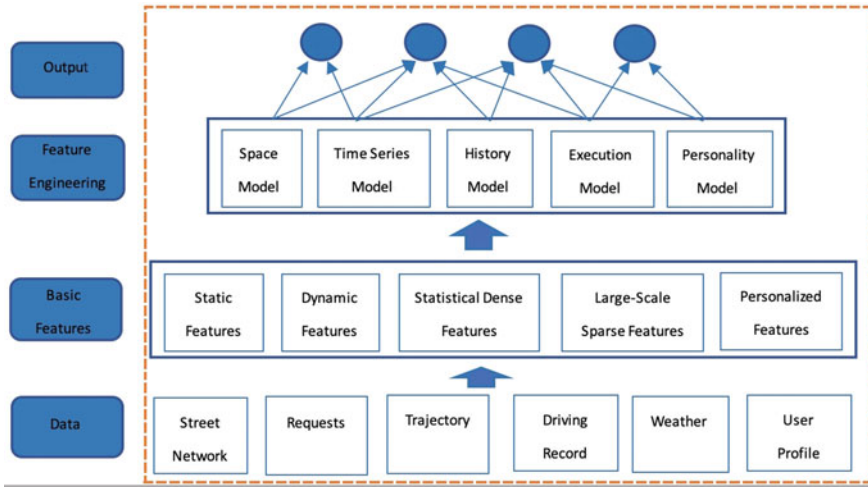 Output
Feature
Engineering
Space
Model
Time Series
Model
History
Model
Execution
Model
Personality
Model
Basic
Features
Static
Features
Dynamic
Features
Statistical Dense
Features
Large-Scale
Sparse Features
Personalized
Features
Data
Street
Network
Requests
Trajectory
Driving
Record
Weather
User
Profile